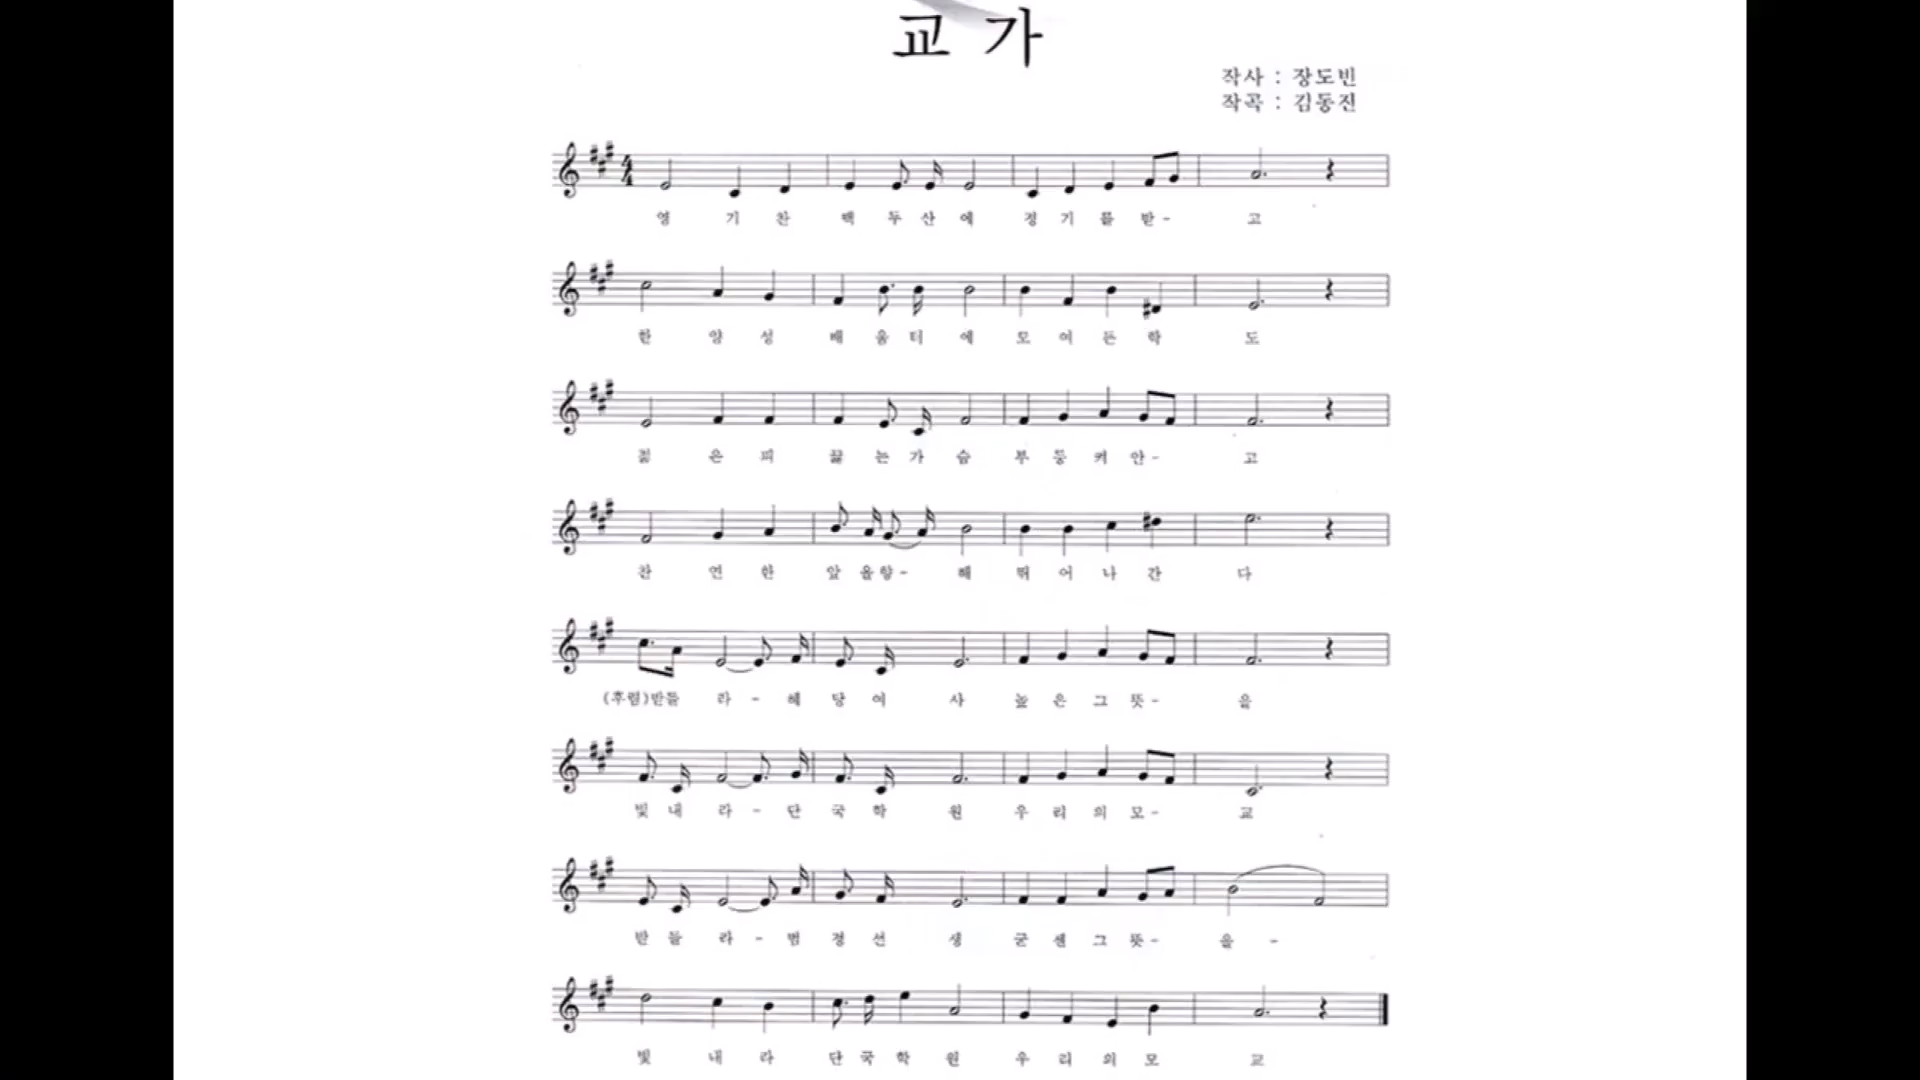 교 가
작사 : 장도빈
작곡 : 김동진
영 기 찬 백 두 산 에 정 기 를 받 - 고
한 양 성 배 움 터 에 모 여 든 학 도
젊 은 피 끓 는 가 슴 부 둥 켜 안 - 고
찬 연 한 앞 을 향 - 해 뛰 어 나 간 다
(후렴) 받 들 라 - 혜 당 여 사 높 은 그 뜻 - 을
빛 내 라 - 단 국 학 원 우 리 의 모 - 교
받 들 라 - 범 정 선 생 굳 센 그 뜻 - 을 -
빛 내 라 단 국 학 원 우 리 의 모 교